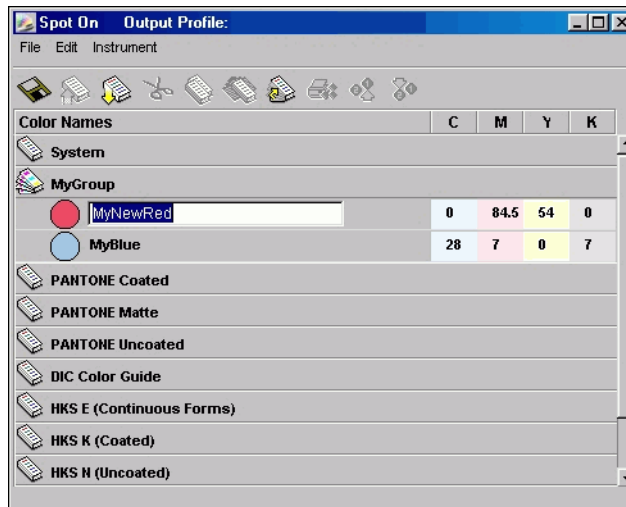 Spot On Output Profile:
File Edit Instrument
Color Names C M Y K
System
MyGroup
MyNewRed 0 84.5 54 0
MyBlue 28 7 0 7
PANTONE Coated
PANTONE Matte
PANTONE Uncoated
DIC Color Guide
HKS E (Continuous Forms)
HKS K (Coated)
HKS N (Uncoated)